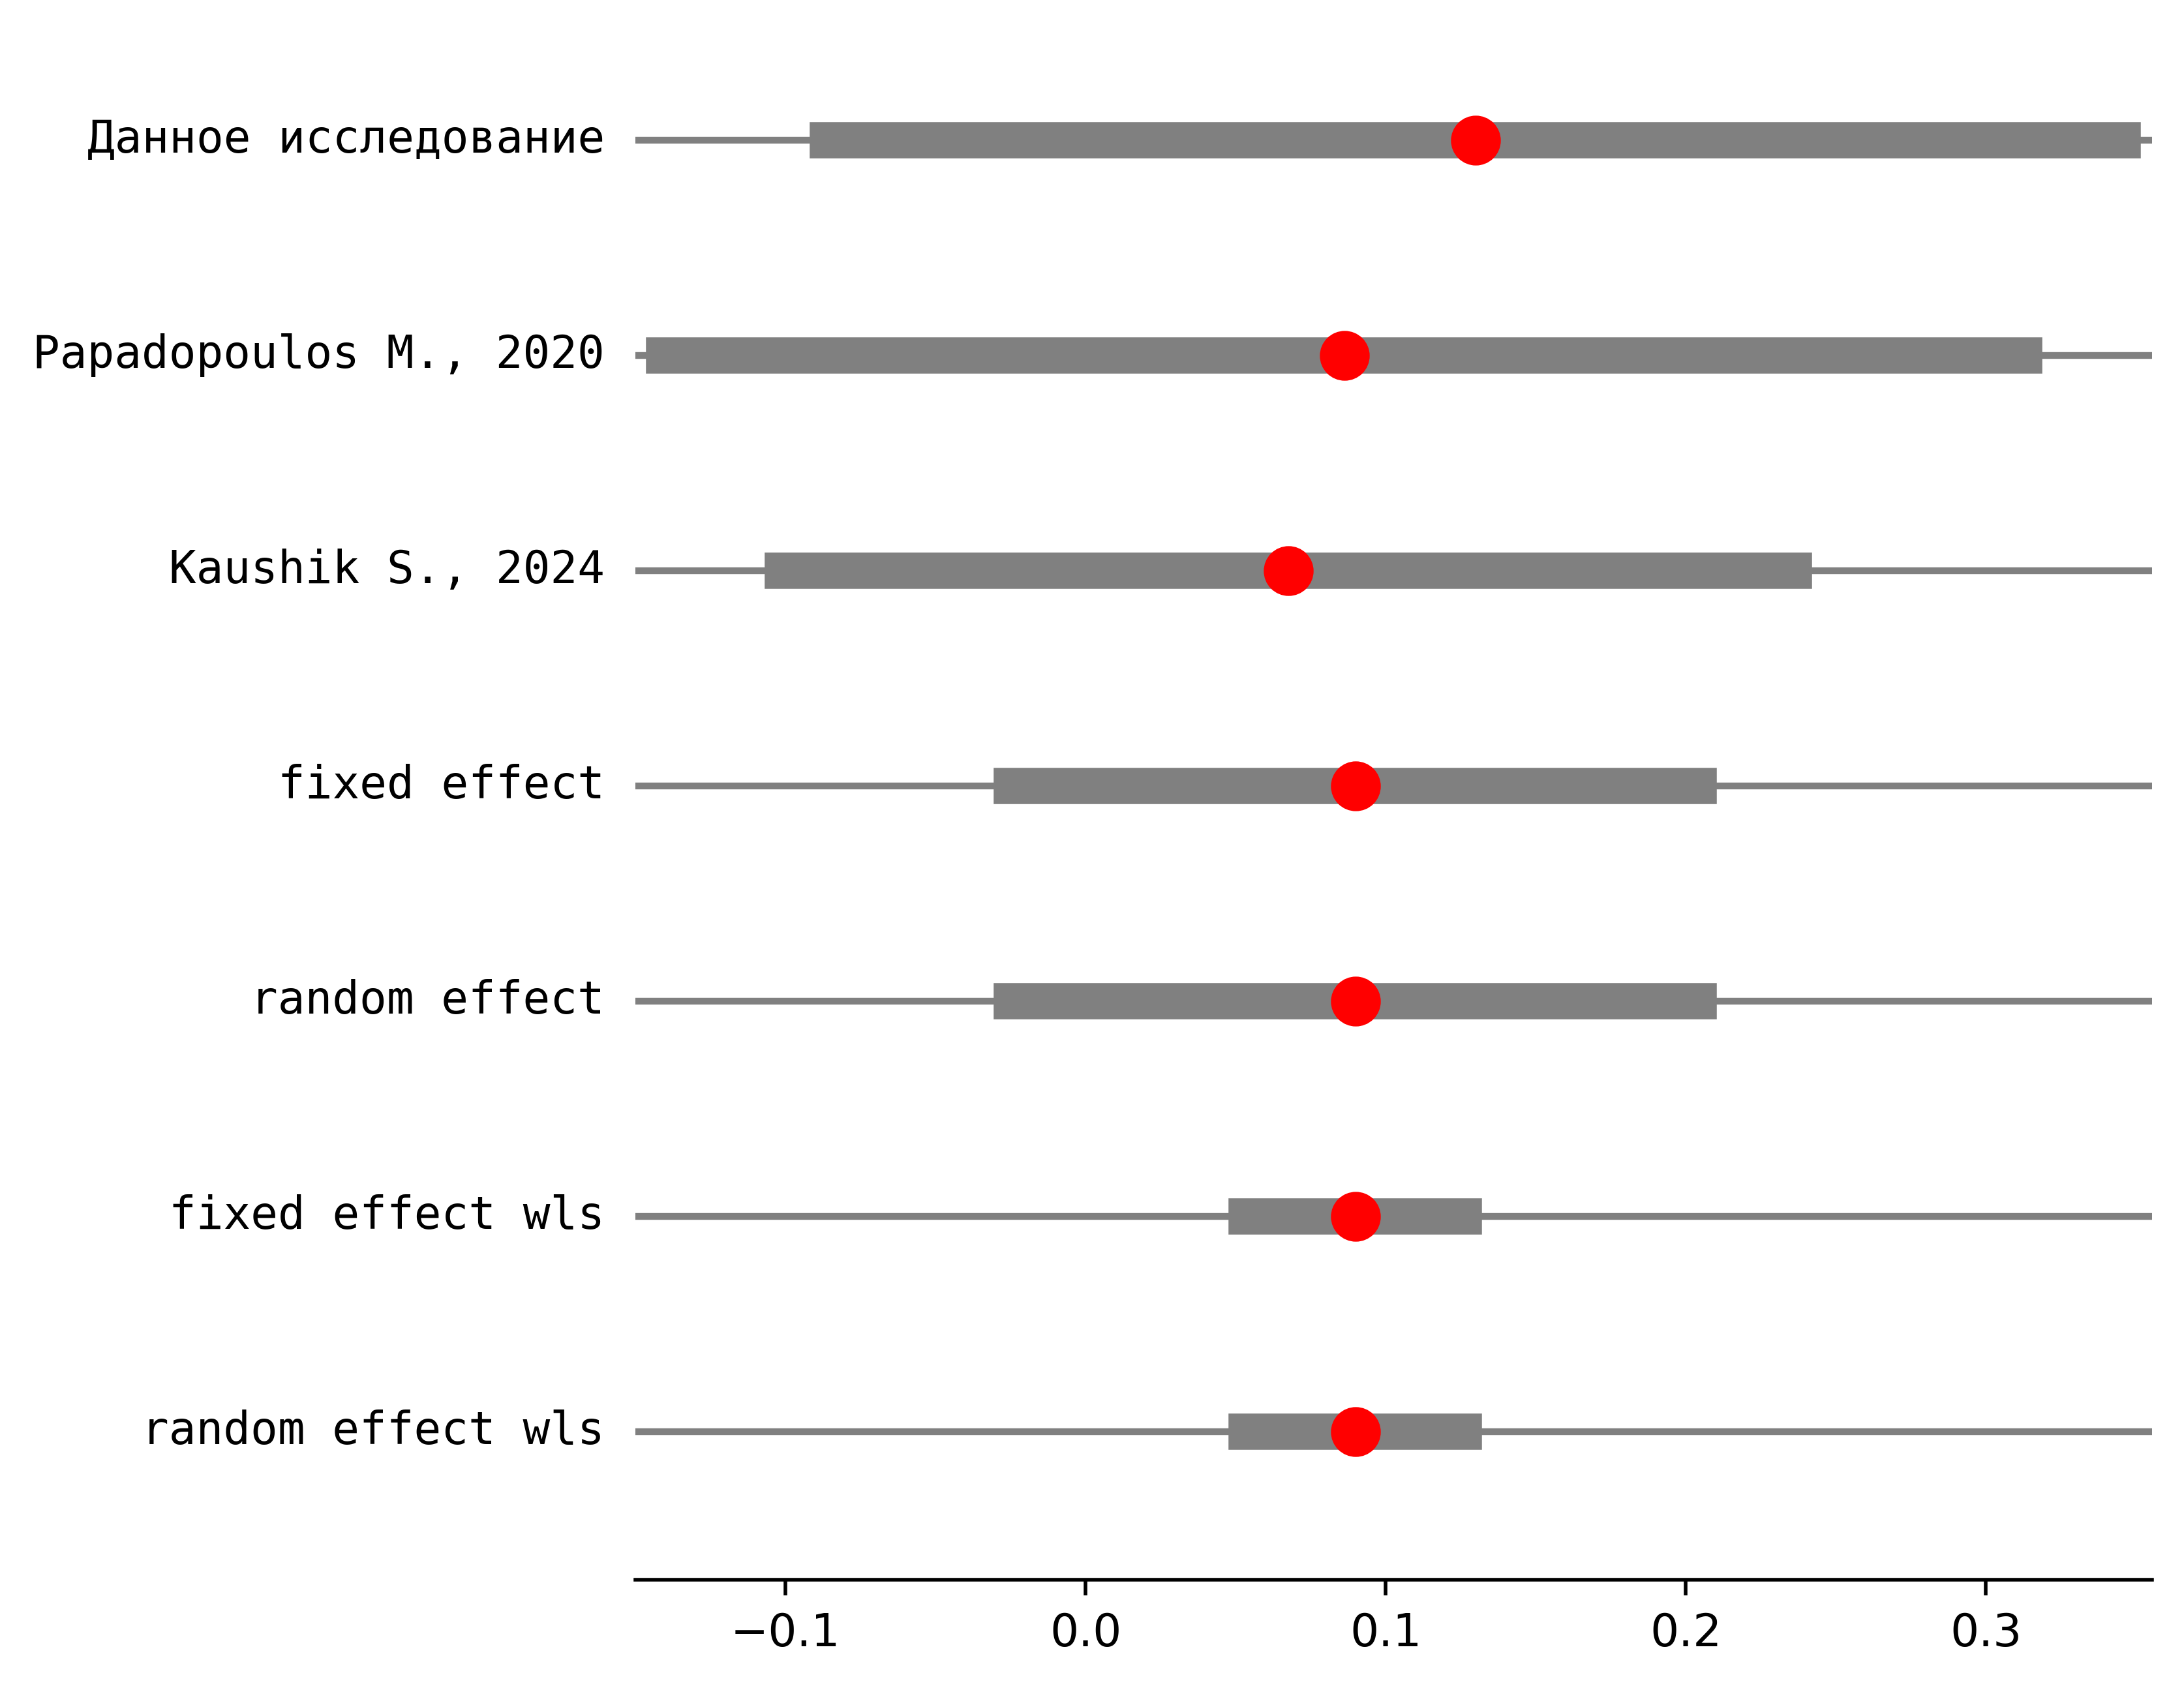 Данное исследование
Papadopoulos M., 2020
Kaushik S., 2024
fixed effect
random effect
fixed effect wls
random effect wls
−0.1 0.0 0.1 0.2 0.3